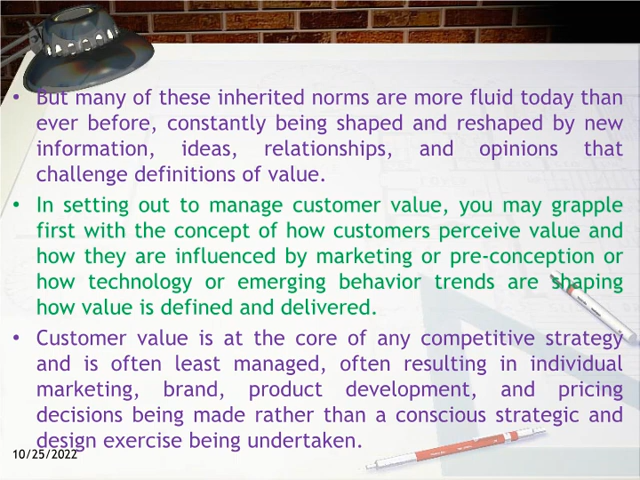 • But many of these inherited norms are more fluid today than
ever before, constantly being shaped and reshaped by new
information, ideas, relationships, and opinions that
challenge definitions of value.
• In setting out to manage customer value, you may grapple
first with the concept of how customers perceive value and
how they are influenced by marketing or pre-conception or
how technology or emerging behavior trends are shaping
how value is defined and delivered.
• Customer value is at the core of any competitive strategy
and is often least managed, often resulting in individual
marketing, brand, product development, and pricing
decisions being made rather than a conscious strategic and
design exercise being undertaken.
10/25/2022